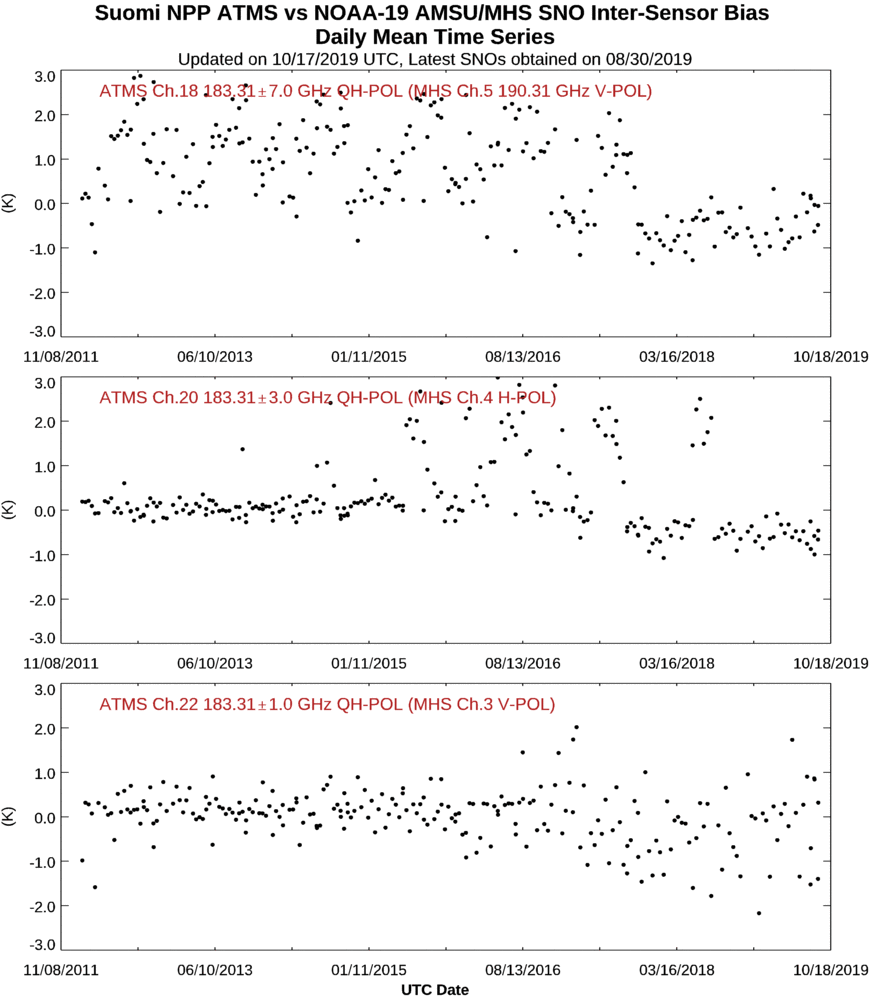 Suomi NPP ATMS vs NOAA-19 AMSU/MHS SNO Inter-Sensor Bias
Daily Mean Time Series
Updated on 10/17/2019 UTC, Latest SNOs obtained on 08/30/2019
3.0
ATMS Ch.18 183.31±7.0 GHz QH-POL (MHS Ch.5 190.31 GHz V-POL)
2.0
1.0
(K)
0.0
-1.0
-2.0
-3.0
11/08/2011 06/10/2013 01/11/2015 08/13/2016 03/16/2018 10/18/2019
3.0
ATMS Ch.20 183.31±3.0 GHz QH-POL (MHS Ch.4 H-POL)
2.0
1.0
(K)
0.0
-1.0
-2.0
-3.0
11/08/2011 06/10/2013 01/11/2015 08/13/2016 03/16/2018 10/18/2019
3.0
ATMS Ch.22 183.31±1.0 GHz QH-POL (MHS Ch.3 V-POL)
2.0
1.0
(K)
0.0
-1.0
-2.0
-3.0
11/08/2011 06/10/2013 01/11/2015 08/13/2016 03/16/2018 10/18/2019
UTC Date